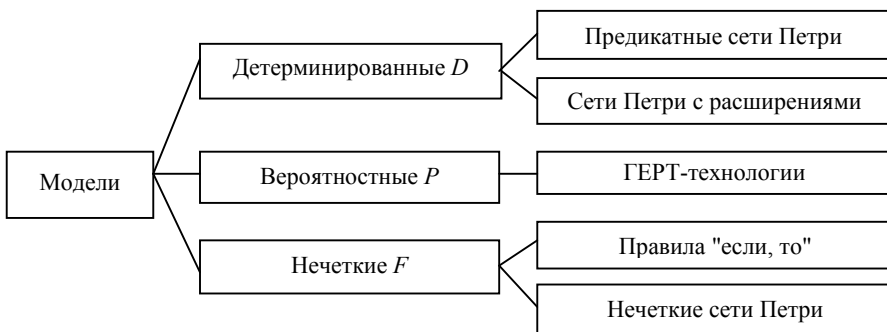 Модели
Детерминированные D
Предикатные сети Петри
Сети Петри с расширениями
Вероятностные P
ГЕРТ-технологии
Нечеткие F
Правила "если, то"
Нечеткие сети Петри